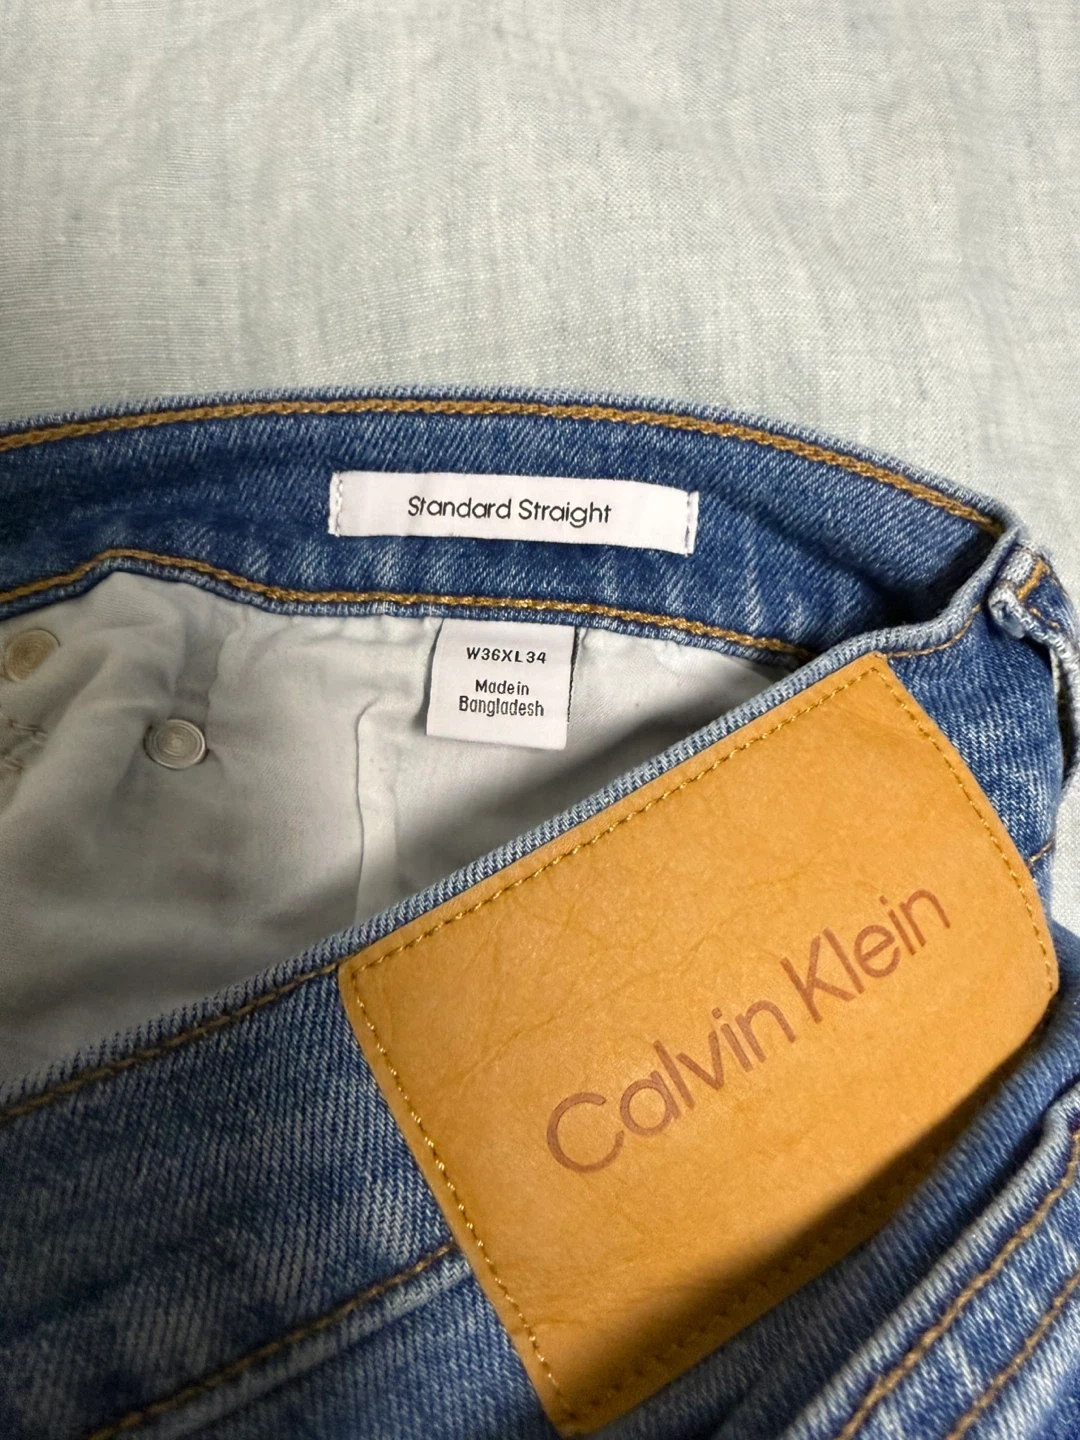 Standard Straight
W36XL34
Made in
Bangladesh
Calvin Klein